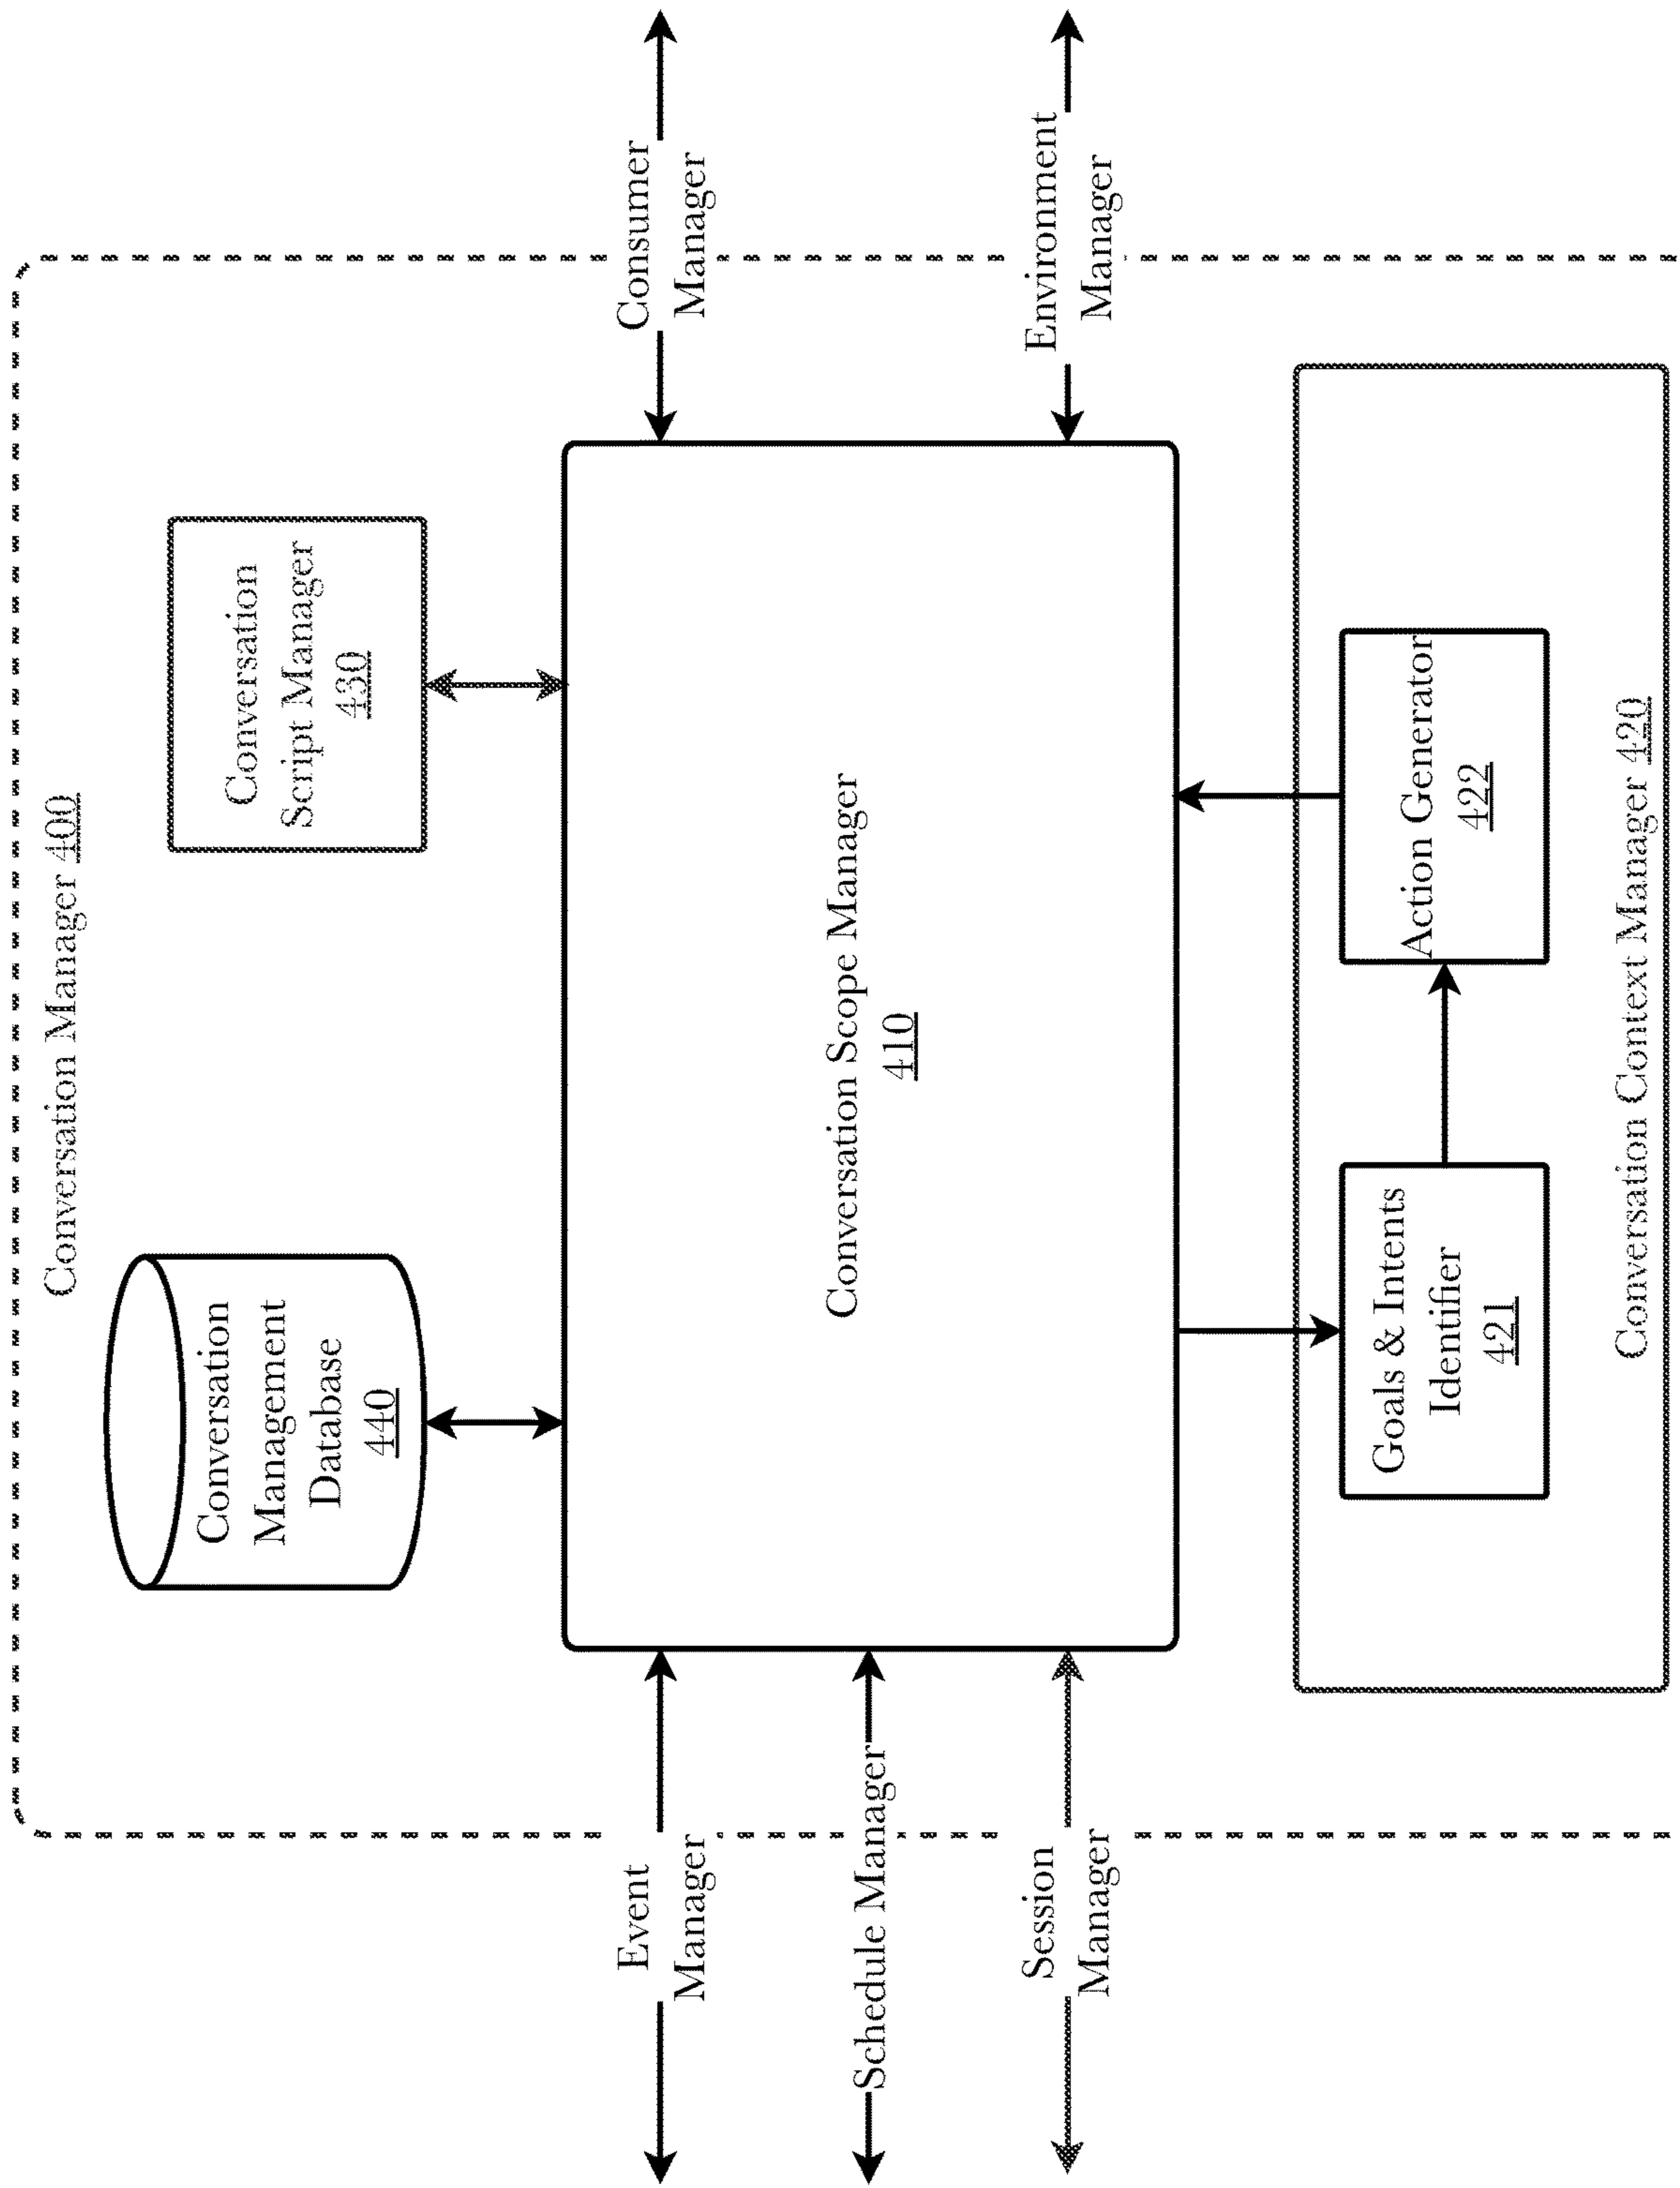 Conversation Manager 400
Conversation
Management
Database
440
Conversation
Script Manager
430
Event
Manager
Schedule Manager
Session
Manager
Conversation Scope Manager
410
Consumer
Manager
Environment
Manager
Goals & Intents
Identifier
421
Action Generator
422
Conversation Context Manager 420